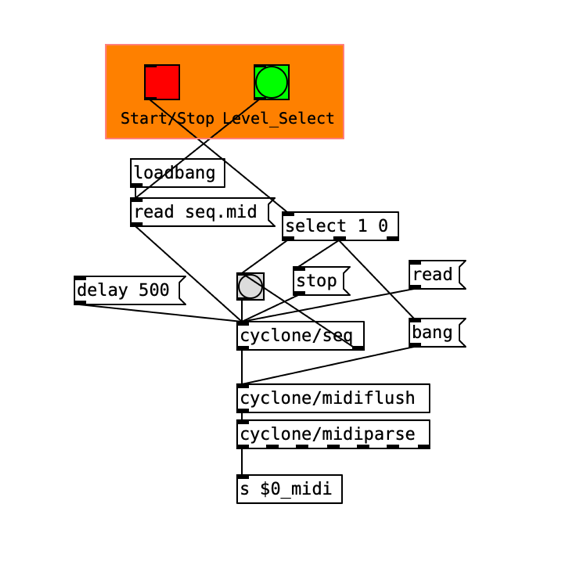 Start/Stop Level_Select
loadbang
read seq.mid
select 1 0
read
stop
delay 500
cyclone/seq
bang
cyclone/midiflush
cyclone/midiparse
s $0_midi